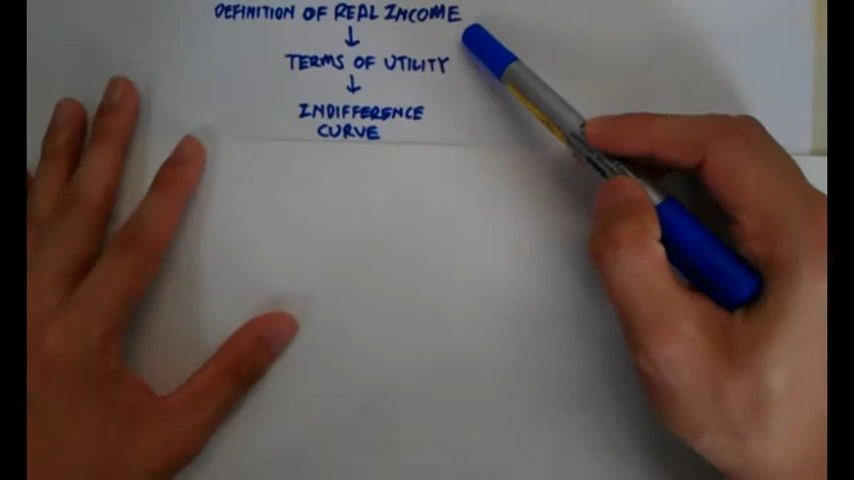 DEFINITION OF REAL INCOME
↓
TERMS OF UTILITY
↓
INDIFFERENCE
CURVE